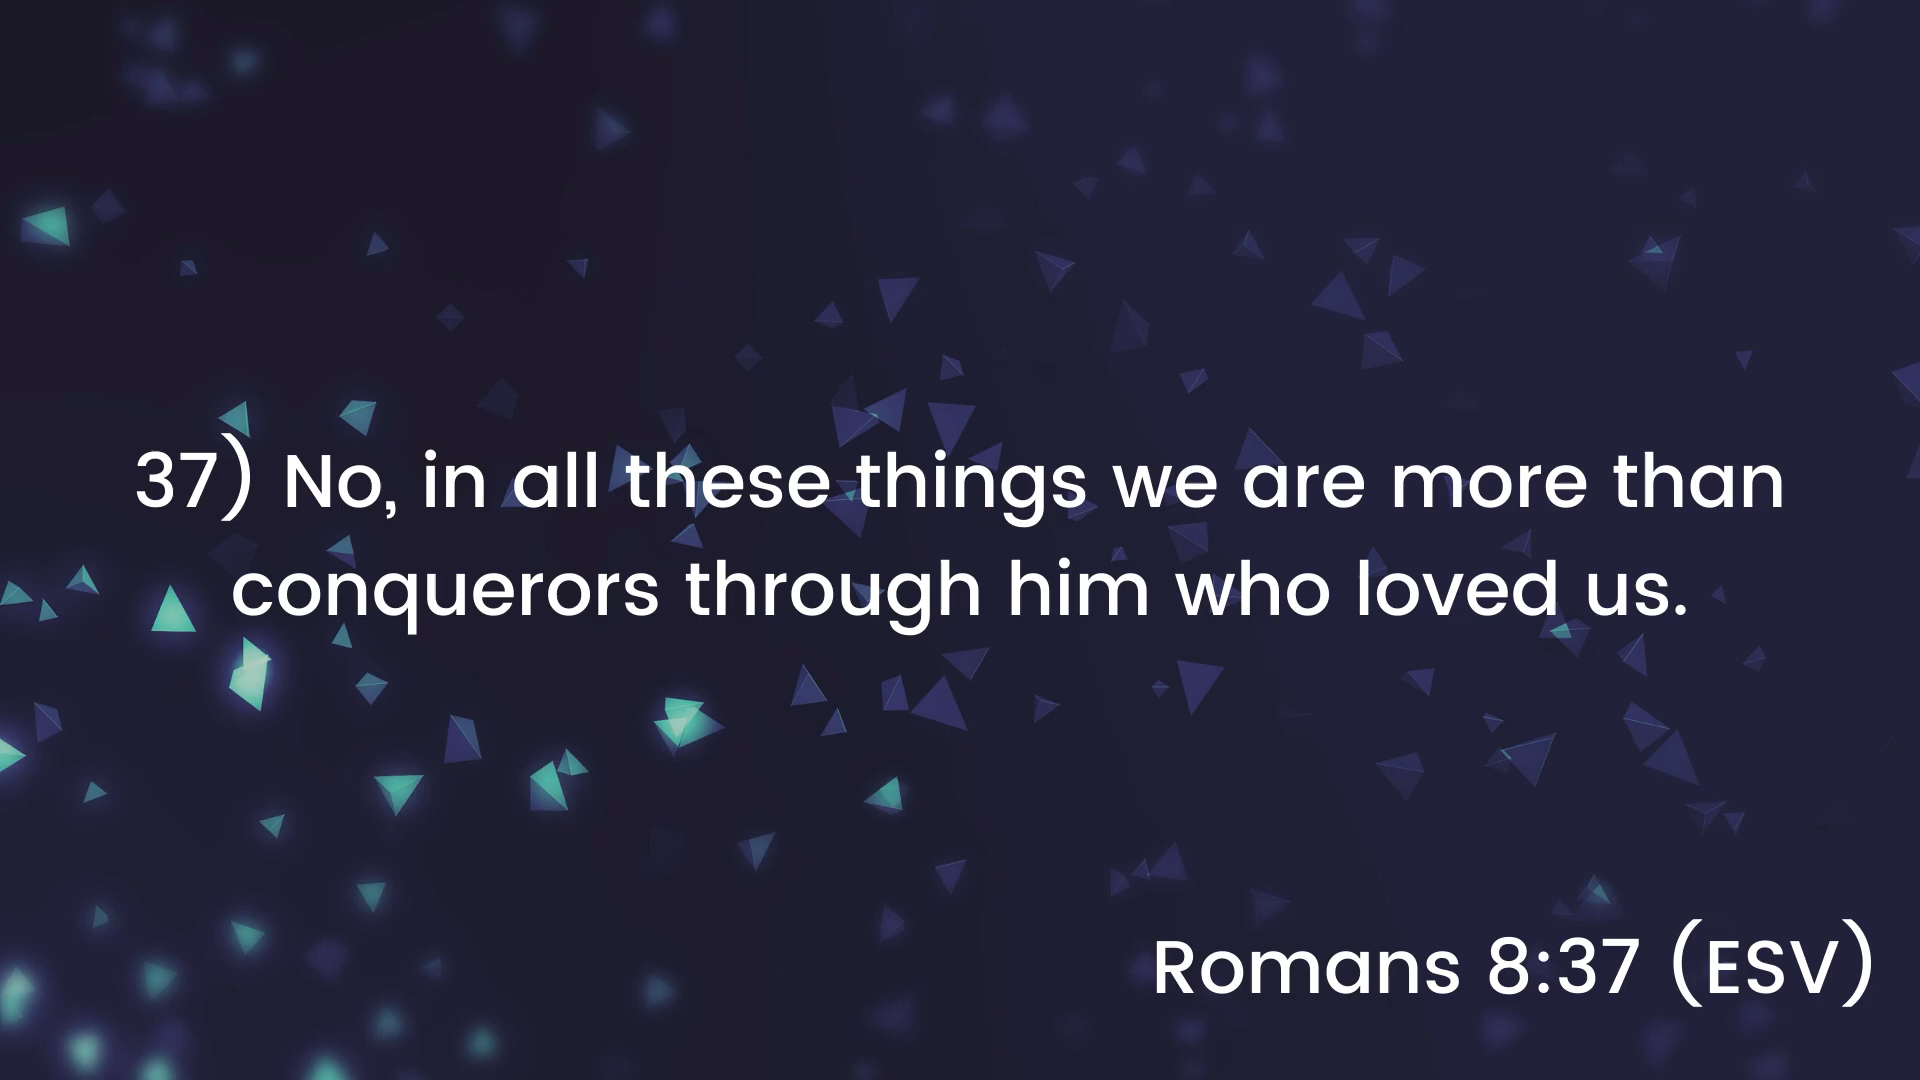 37) No, in all these things we are more than
conquerors through him who loved us.
Romans 8:37 (ESV)